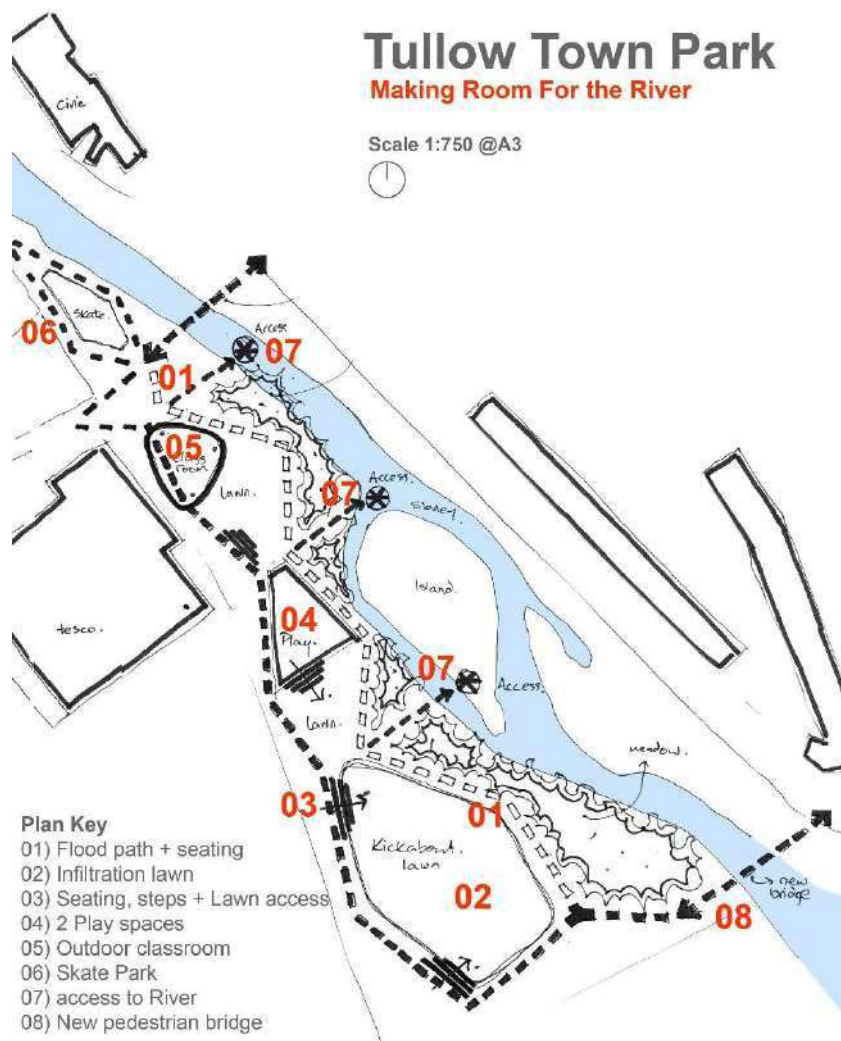 Tullow Town Park
Making Room For the River
Scale 1:750 @A3
Civic
Skate.
06
01
Access
07
05
Class
room
Lawn.
07
Access.
Slaney.
Island.
tesco.
04
Play.
07
Access.
Lawn.
meadow.
03
01
Kickabout
lawn
02
new
bridge
08
Plan Key
01) Flood path + seating
02) Infiltration lawn
03) Seating, steps + Lawn access
04) 2 Play spaces
05) Outdoor classroom
06) Skate Park
07) access to River
08) New pedestrian bridge